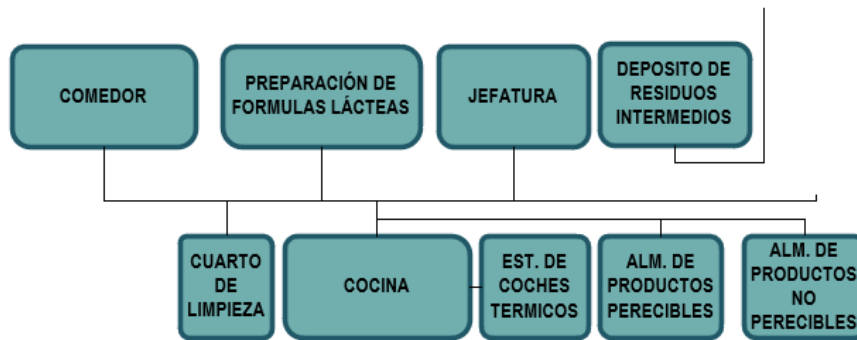 COMEDOR
PREPARACIÓN DE
FORMULAS LÁCTEAS
JEFATURA
DEPOSITO DE
RESIDUOS
INTERMEDIOS
CUARTO
DE
LIMPIEZA
COCINA
EST. DE
COCHES
TERMICOS
ALM. DE
PRODUCTOS
PERECIBLES
ALM. DE
PRODUCTOS
NO
PERECIBLES